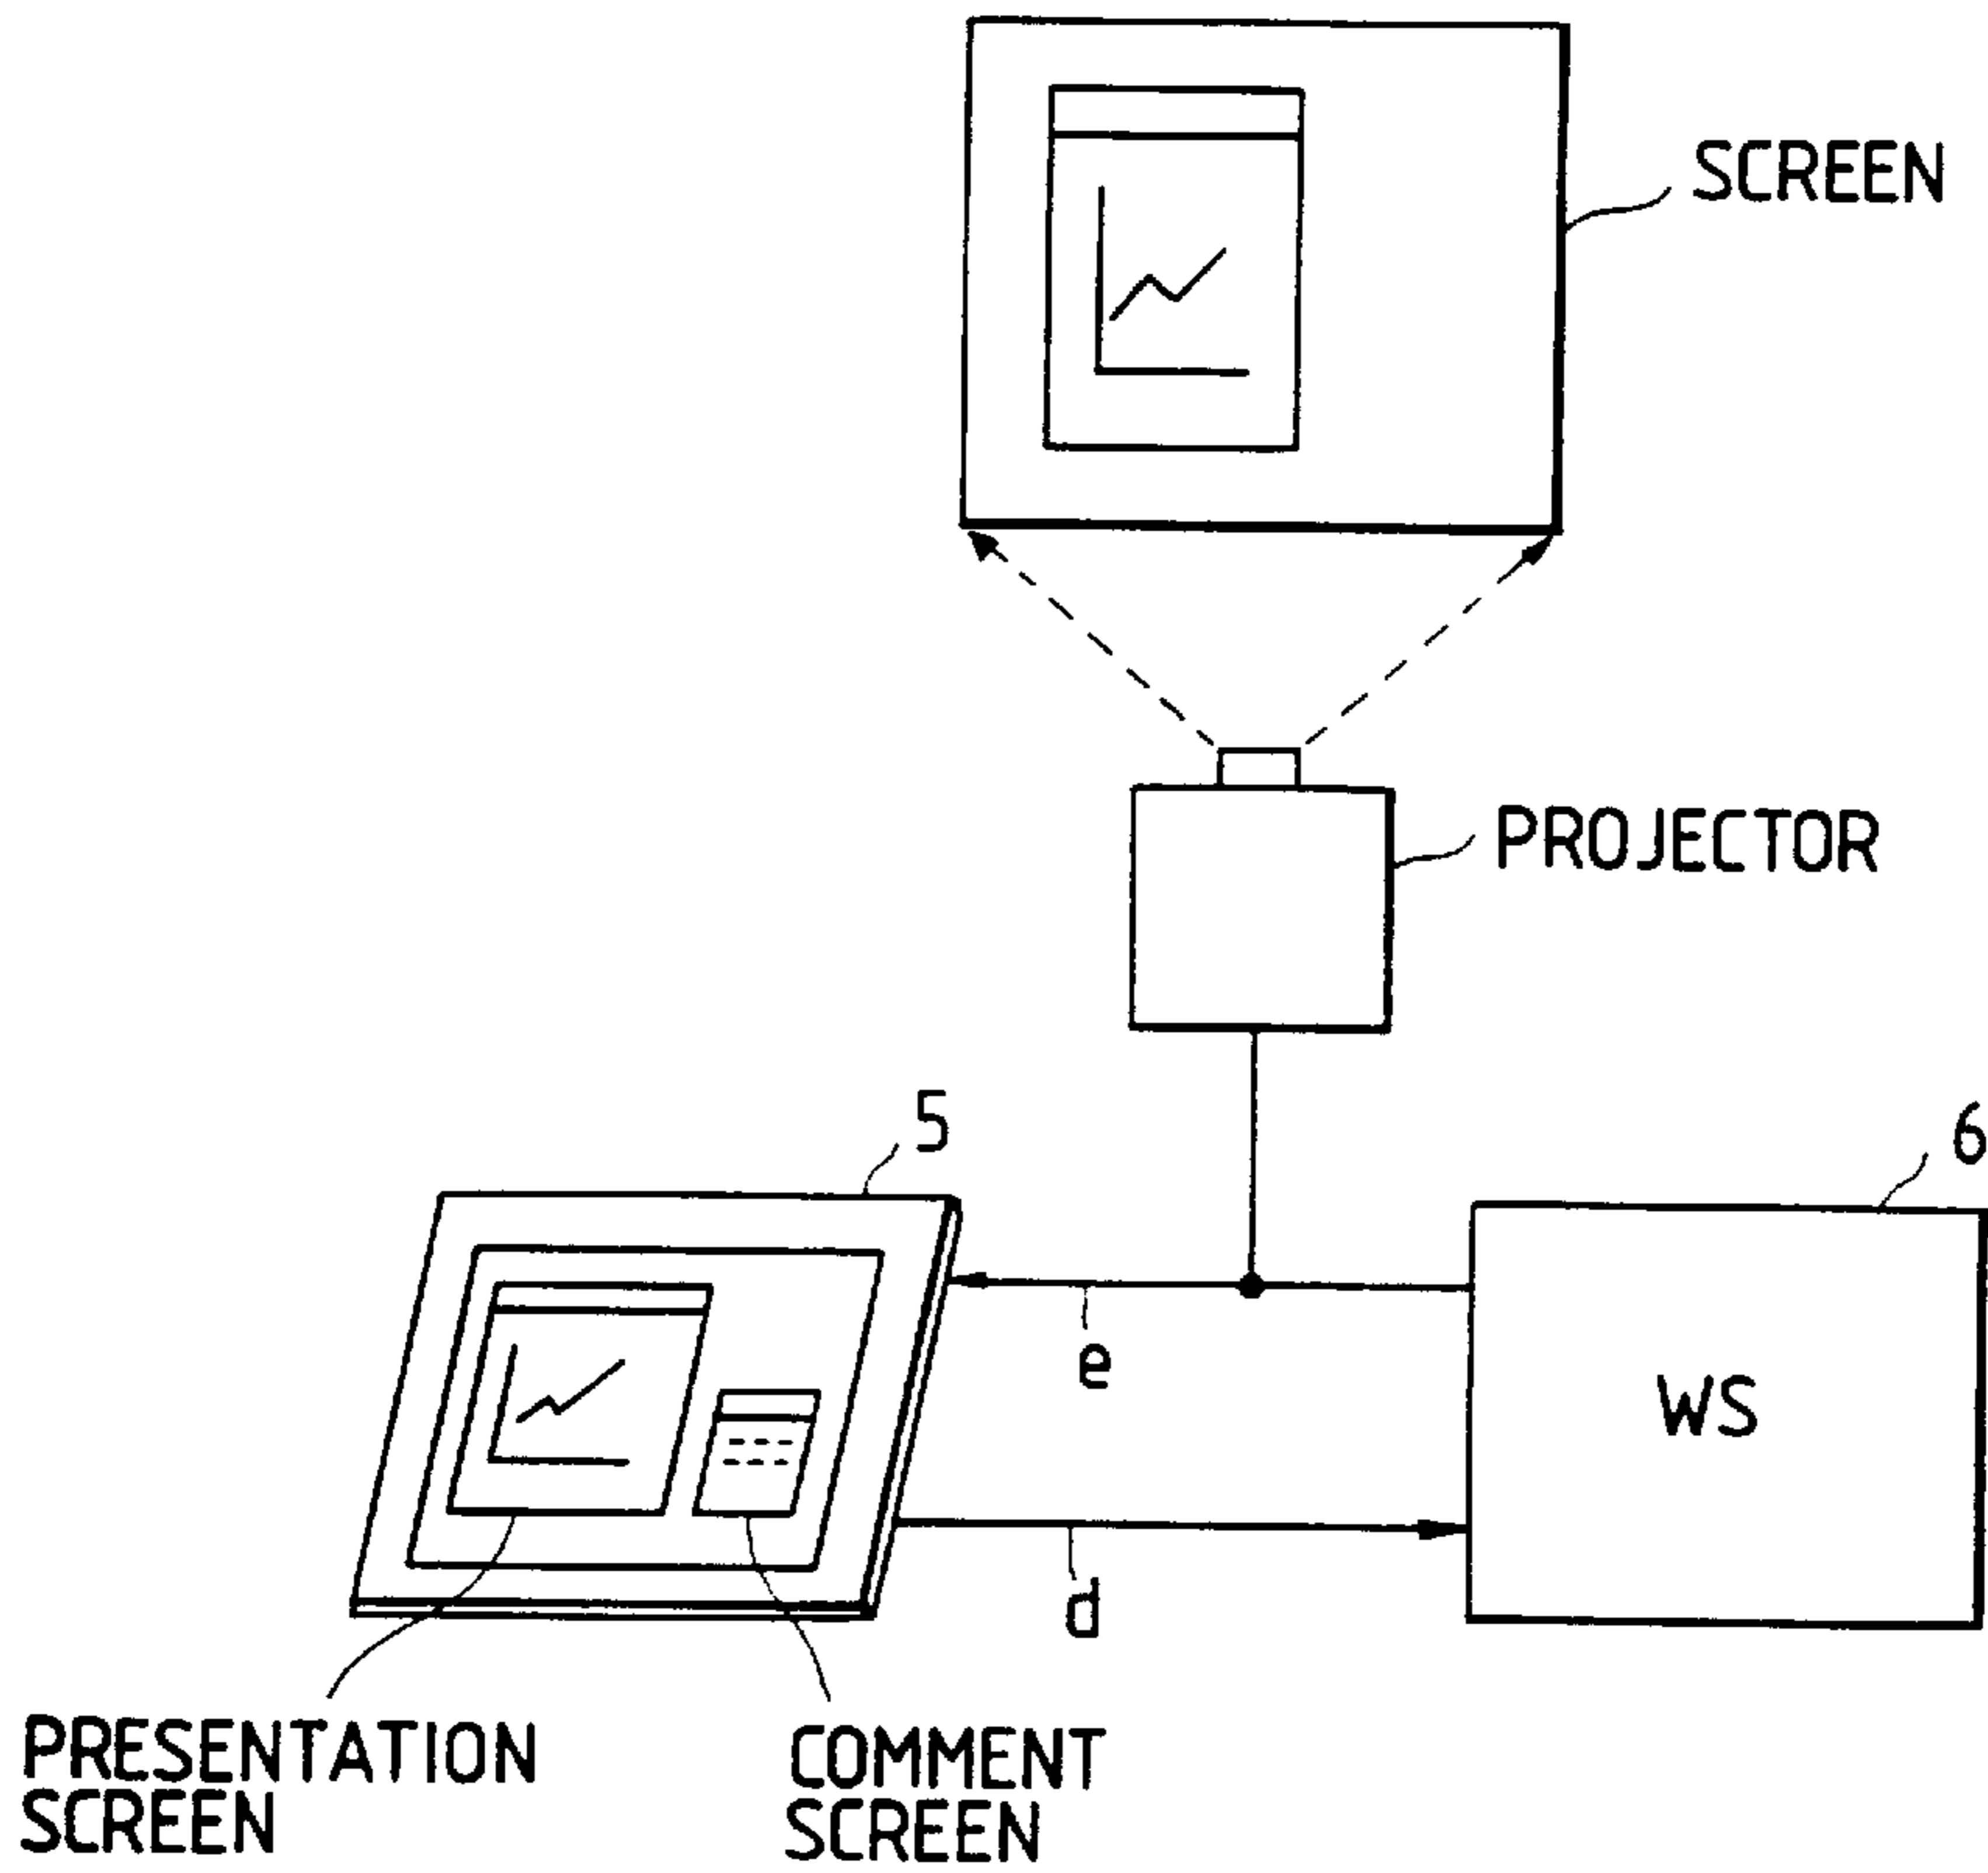 SCREEN
PROJECTOR
5
6
e
WS
d
PRESENTATION
SCREEN
COMMENT
SCREEN